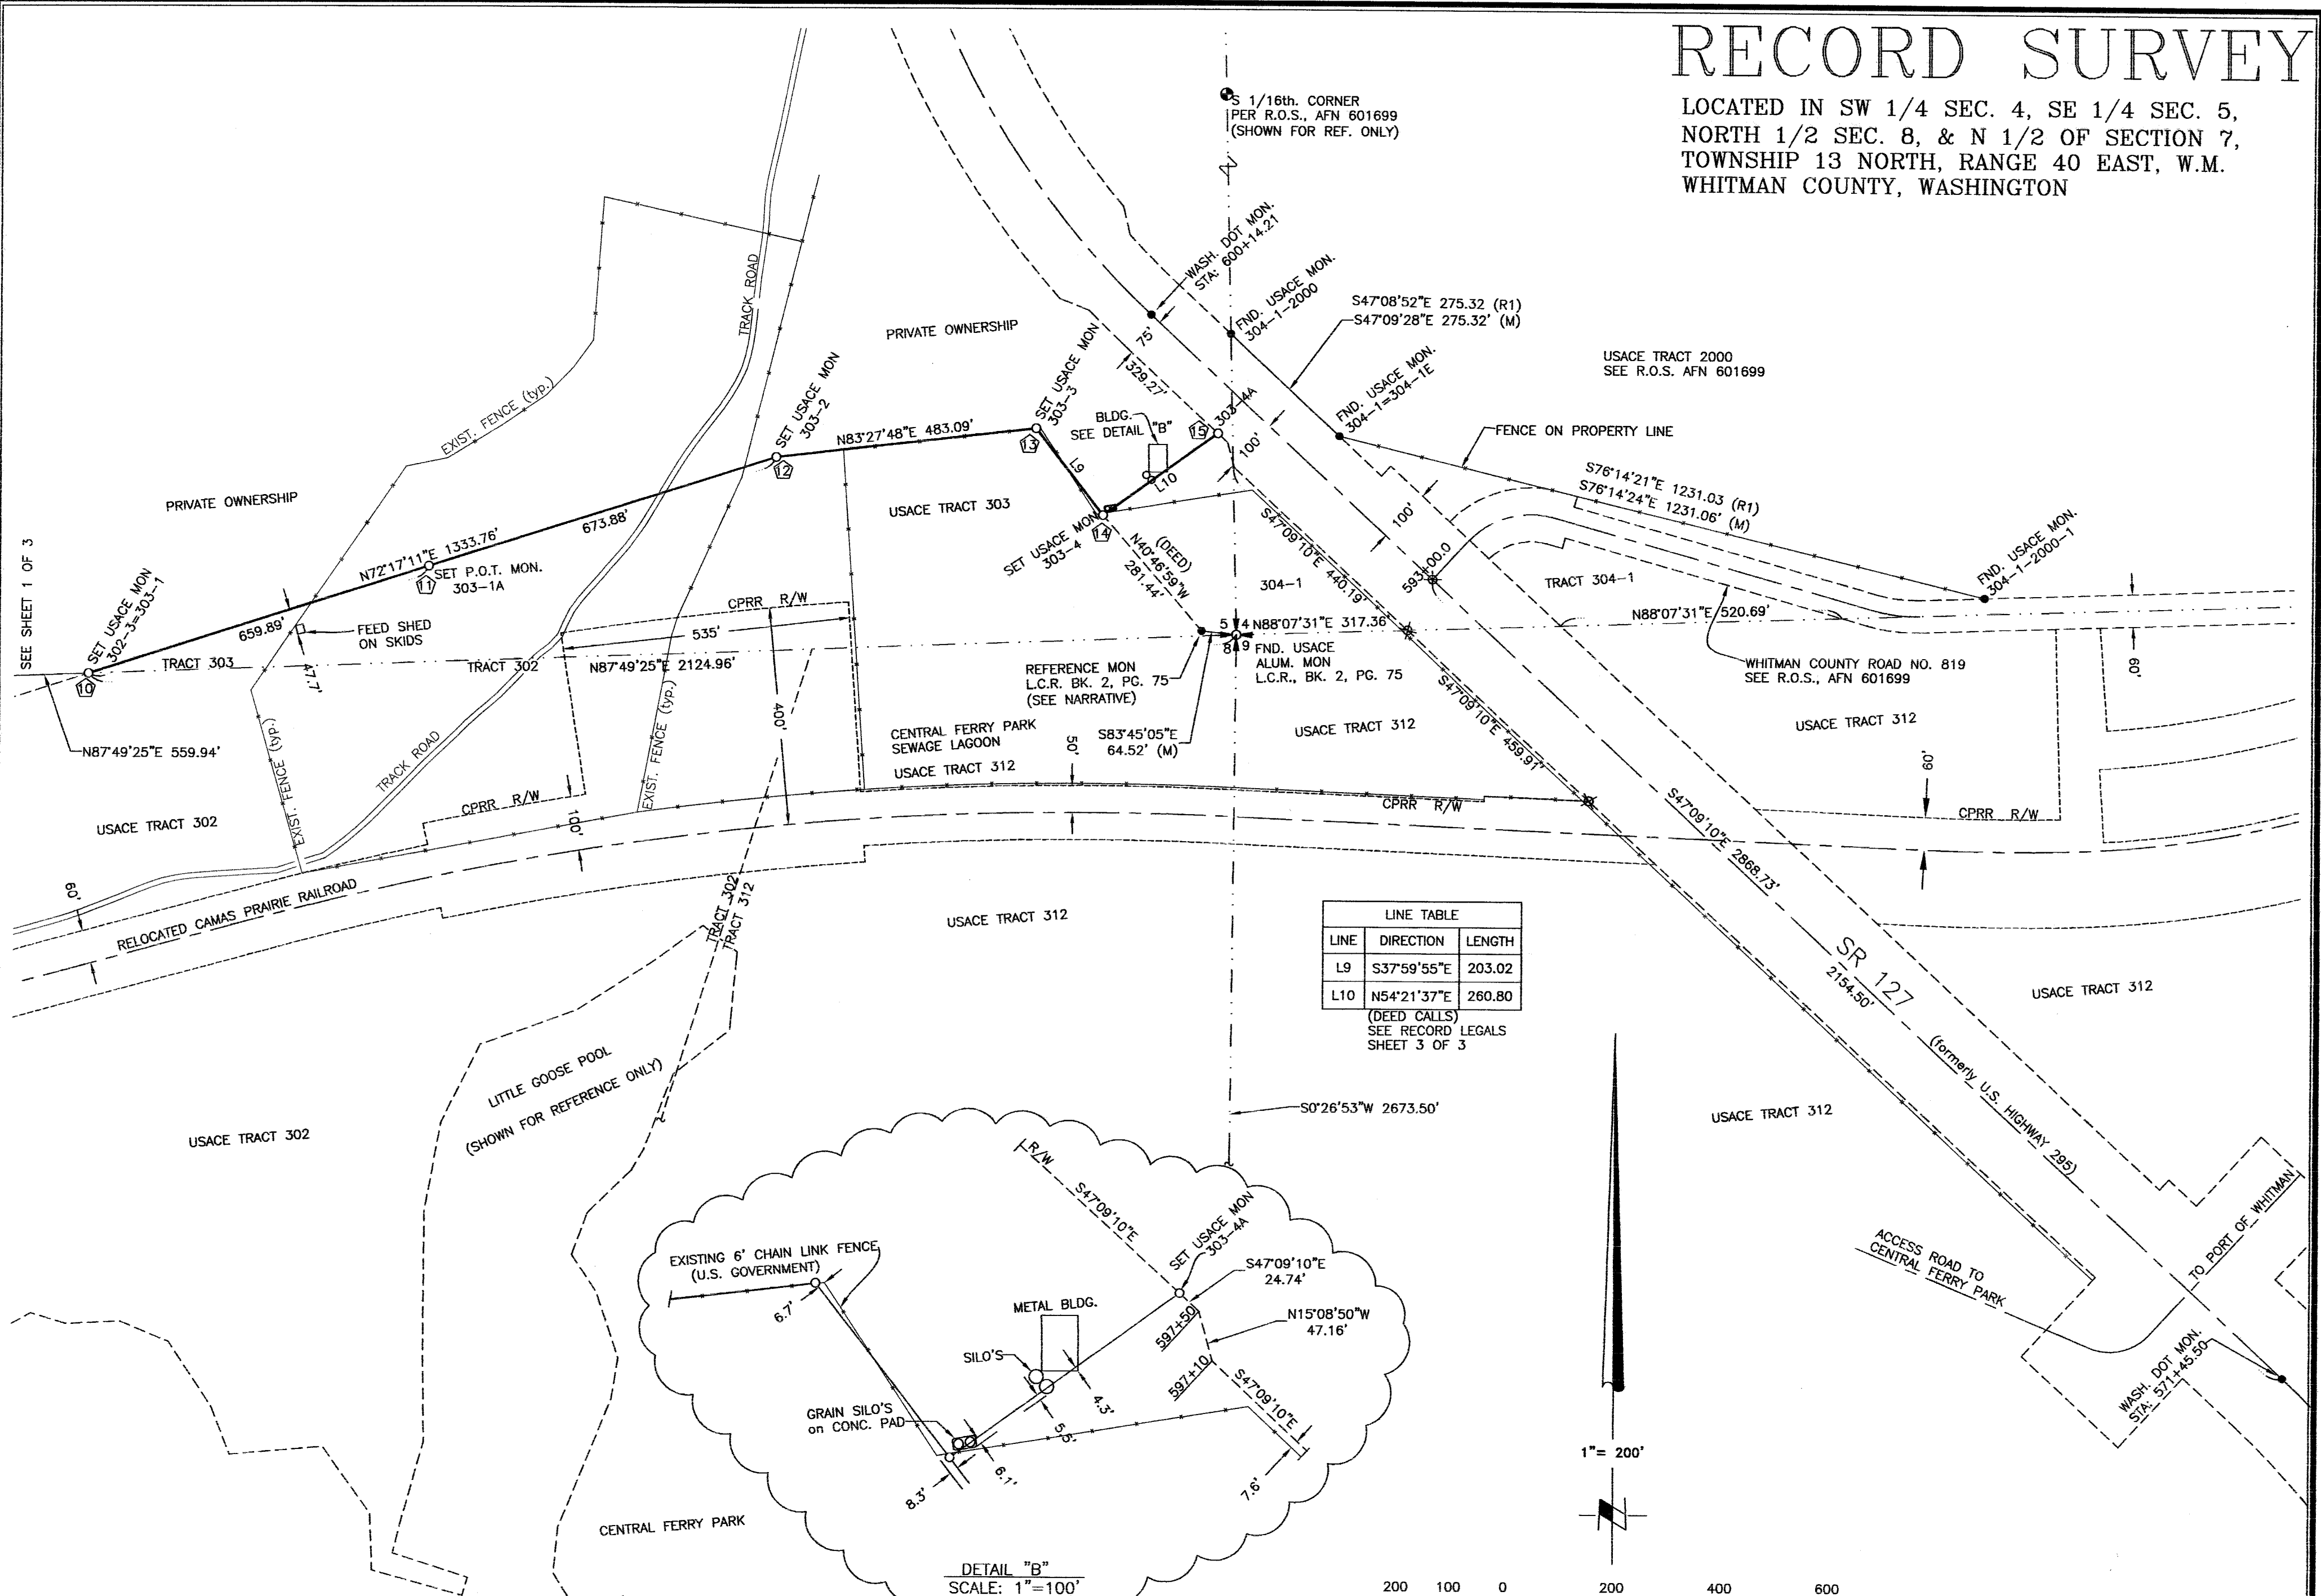 RECORD SURVEY
LOCATED IN SW 1/4 SEC. 4, SE 1/4 SEC. 5,
NORTH 1/2 SEC. 8, & N 1/2 OF SECTION 7,
TOWNSHIP 13 NORTH, RANGE 40 EAST, W.M.
WHITMAN COUNTY, WASHINGTON
S 1/16th. CORNER
PER R.O.S., AFN 601699
(SHOWN FOR REF. ONLY)
WASH. DOT MON.
STA: 600+14.21
FND. USACE MON.
304-1-2000
S47°08'52"E 275.32 (R1)
S47°09'28"E 275.32' (M)
FND. USACE MON.
304-1=304-1E
USACE TRACT 2000
SEE R.O.S. AFN 601699
FENCE ON PROPERTY LINE
S76°14'21"E 1231.03 (R1)
S76°14'24"E 1231.06' (M)
FND. USACE MON.
304-1-2000-1
TRACK ROAD
PRIVATE OWNERSHIP
75'
329.27'
303-4A
100'
100'
BLDG.
SEE DETAIL "B"
15
L10
SET USACE MON
303-3
13
L9
N83°27'48"E 483.09'
SET USACE MON
303-2
12
EXIST. FENCE (typ.)
PRIVATE OWNERSHIP
USACE TRACT 303
SET USACE MON
303-4
14
N40°46'59"W
(DEED)
281.44'
S47°09'10"E 440.19'
593+00.0
304-1
TRACT 304-1
SEE SHEET 1 OF 3
SET USACE MON
302-3=303-1
10
N72°17'11"E 1333.76'
673.88'
659.89'
11
SET P.O.T. MON.
303-1A
FEED SHED
ON SKIDS
47.7'
TRACT 303
TRACT 302
CPRR R/W
535'
N87°49'25"E 2124.96'
400'
5 4
8 9
N88°07'31"E 317.36'
N88°07'31"E 520.69'
FND. USACE
ALUM. MON
L.C.R., BK. 2, PG. 75
REFERENCE MON
L.C.R. BK. 2, PG. 75
(SEE NARRATIVE)
S83°45'05"E
64.52' (M)
WHITMAN COUNTY ROAD NO. 819
SEE R.O.S., AFN 601699
60'
N87°49'25"E 559.94'
EXIST. FENCE (typ.)
TRACK ROAD
EXIST. FENCE (typ.)
CENTRAL FERRY PARK
SEWAGE LAGOON
USACE TRACT 312
50'
USACE TRACT 312
S47°09'10"E 459.91'
USACE TRACT 312
60'
USACE TRACT 302
CPRR R/W
100'
CPRR R/W
CPRR R/W
S47°09'10"E 2868.73'
60'
RELOCATED CAMAS PRAIRIE RAILROAD
TRACT 302
TRACT 312
USACE TRACT 312
LINE TABLE
LINE DIRECTION LENGTH
L9 S37°59'55"E 203.02
L10 N54°21'37"E 260.80
(DEED CALLS)
SEE RECORD LEGALS
SHEET 3 OF 3
SR 127
2154.50'
(formerly U.S. HIGHWAY 295)
USACE TRACT 312
LITTLE GOOSE POOL
(SHOWN FOR REFERENCE ONLY)
USACE TRACT 302
S0°26'53"W 2673.50'
USACE TRACT 312
R/W
S47°09'10"E
SET USACE MON
303-4A
EXISTING 6' CHAIN LINK FENCE
(U.S. GOVERNMENT)
6.7'
METAL BLDG.
S47°09'10"E
24.74'
597+50
N15°08'50"W
47.16'
597+10
S47°09'10"E
SILO'S
4.3'
5.5'
GRAIN SILO'S
on CONC. PAD
6.1'
8.3'
7.6'
CENTRAL FERRY PARK
DETAIL "B"
SCALE: 1"=100'
ACCESS ROAD TO
CENTRAL FERRY PARK
TO PORT OF WHITMAN
WASH. DOT MON.
STA: 571+45.50
1"= 200'
200 100 0 200 400 600